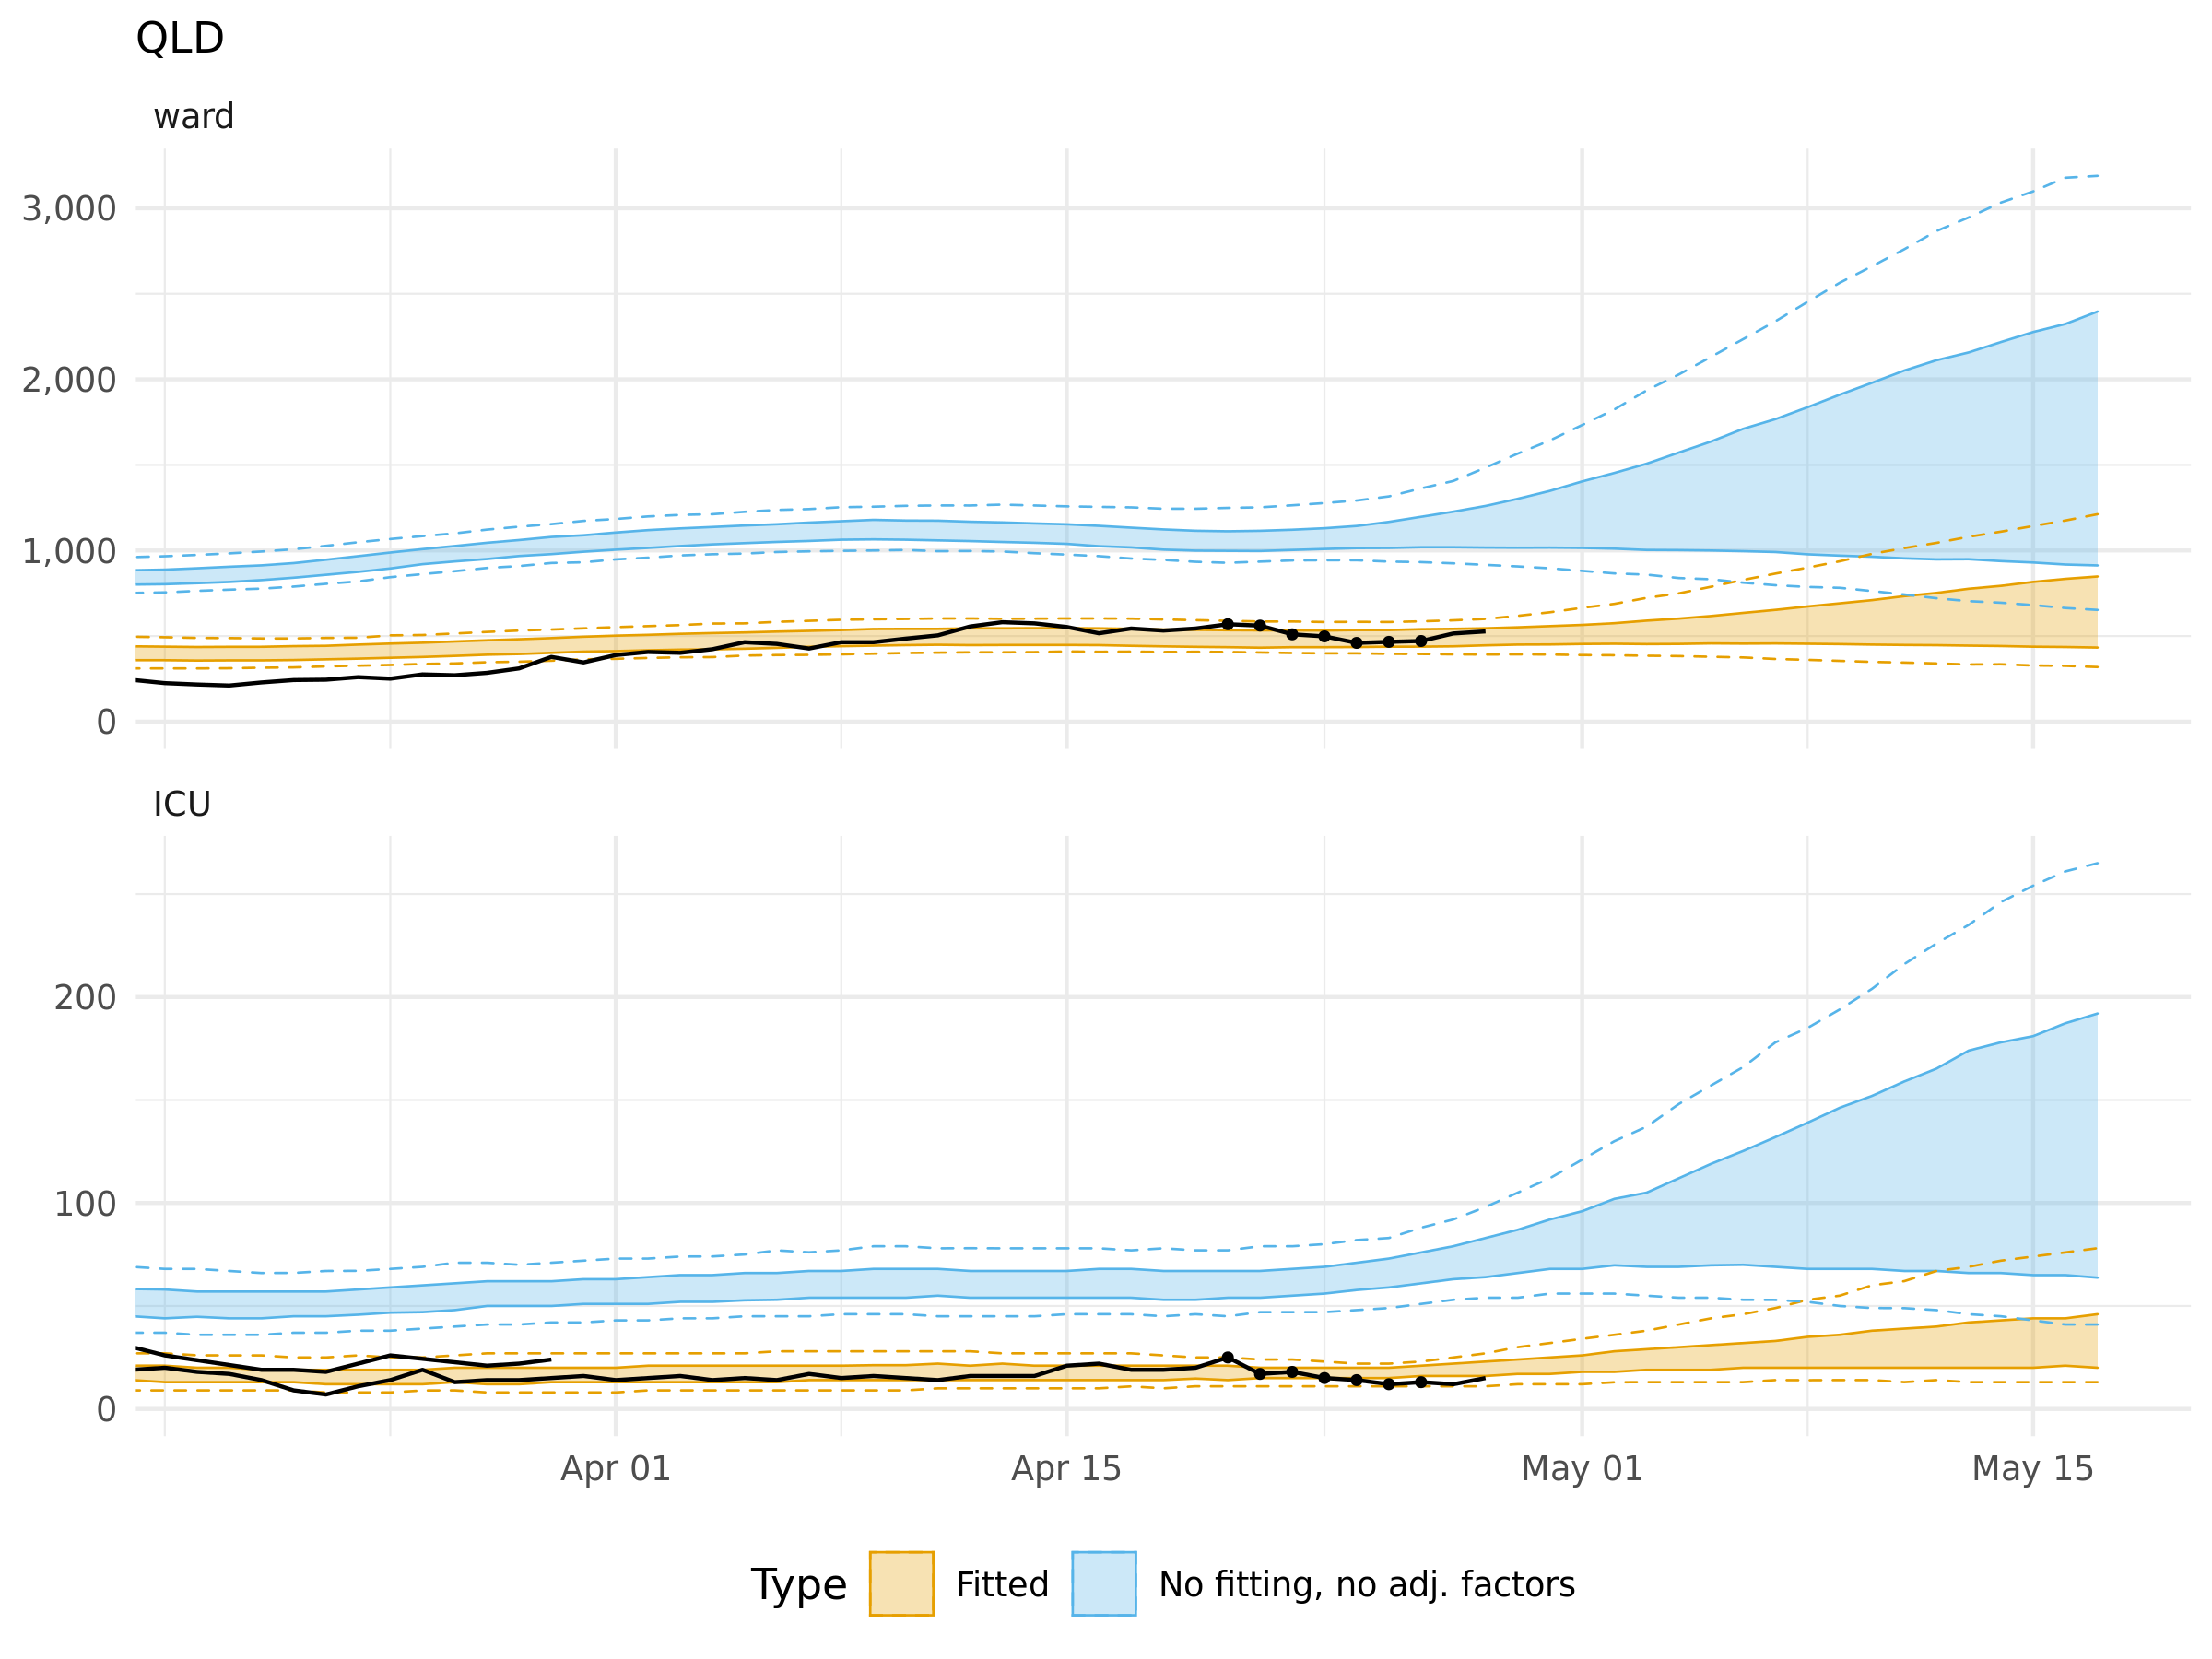 QLD
ward
3,000
2,000
1,000
0
ICU
200
100
0
Apr 01 Apr 15 May 01 May 15
Type Fitted No fitting, no adj. factors